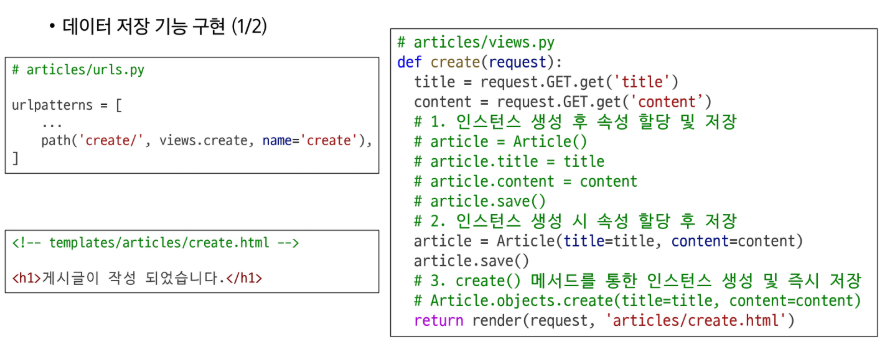 • 데이터 저장 기능 구현 (1/2)
# articles/urls.py
urlpatterns = [
    ...
    path('create/', views.create, name='create'),
]
<!-- templates/articles/create.html -->
<h1>게시글이 작성 되었습니다.</h1>
# articles/views.py
def create(request):
  title = request.GET.get('title')
  content = request.GET.get('content’)
  # 1. 인스턴스 생성 후 속성 할당 및 저장
  # article = Article()
  # article.title = title
  # article.content = content
  # article.save()
  # 2. 인스턴스 생성 시 속성 할당 후 저장
  article = Article(title=title, content=content)
  article.save()
  # 3. create() 메서드를 통한 인스턴스 생성 및 즉시 저장
  # Article.objects.create(title=title, content=content)
  return render(request, 'articles/create.html')